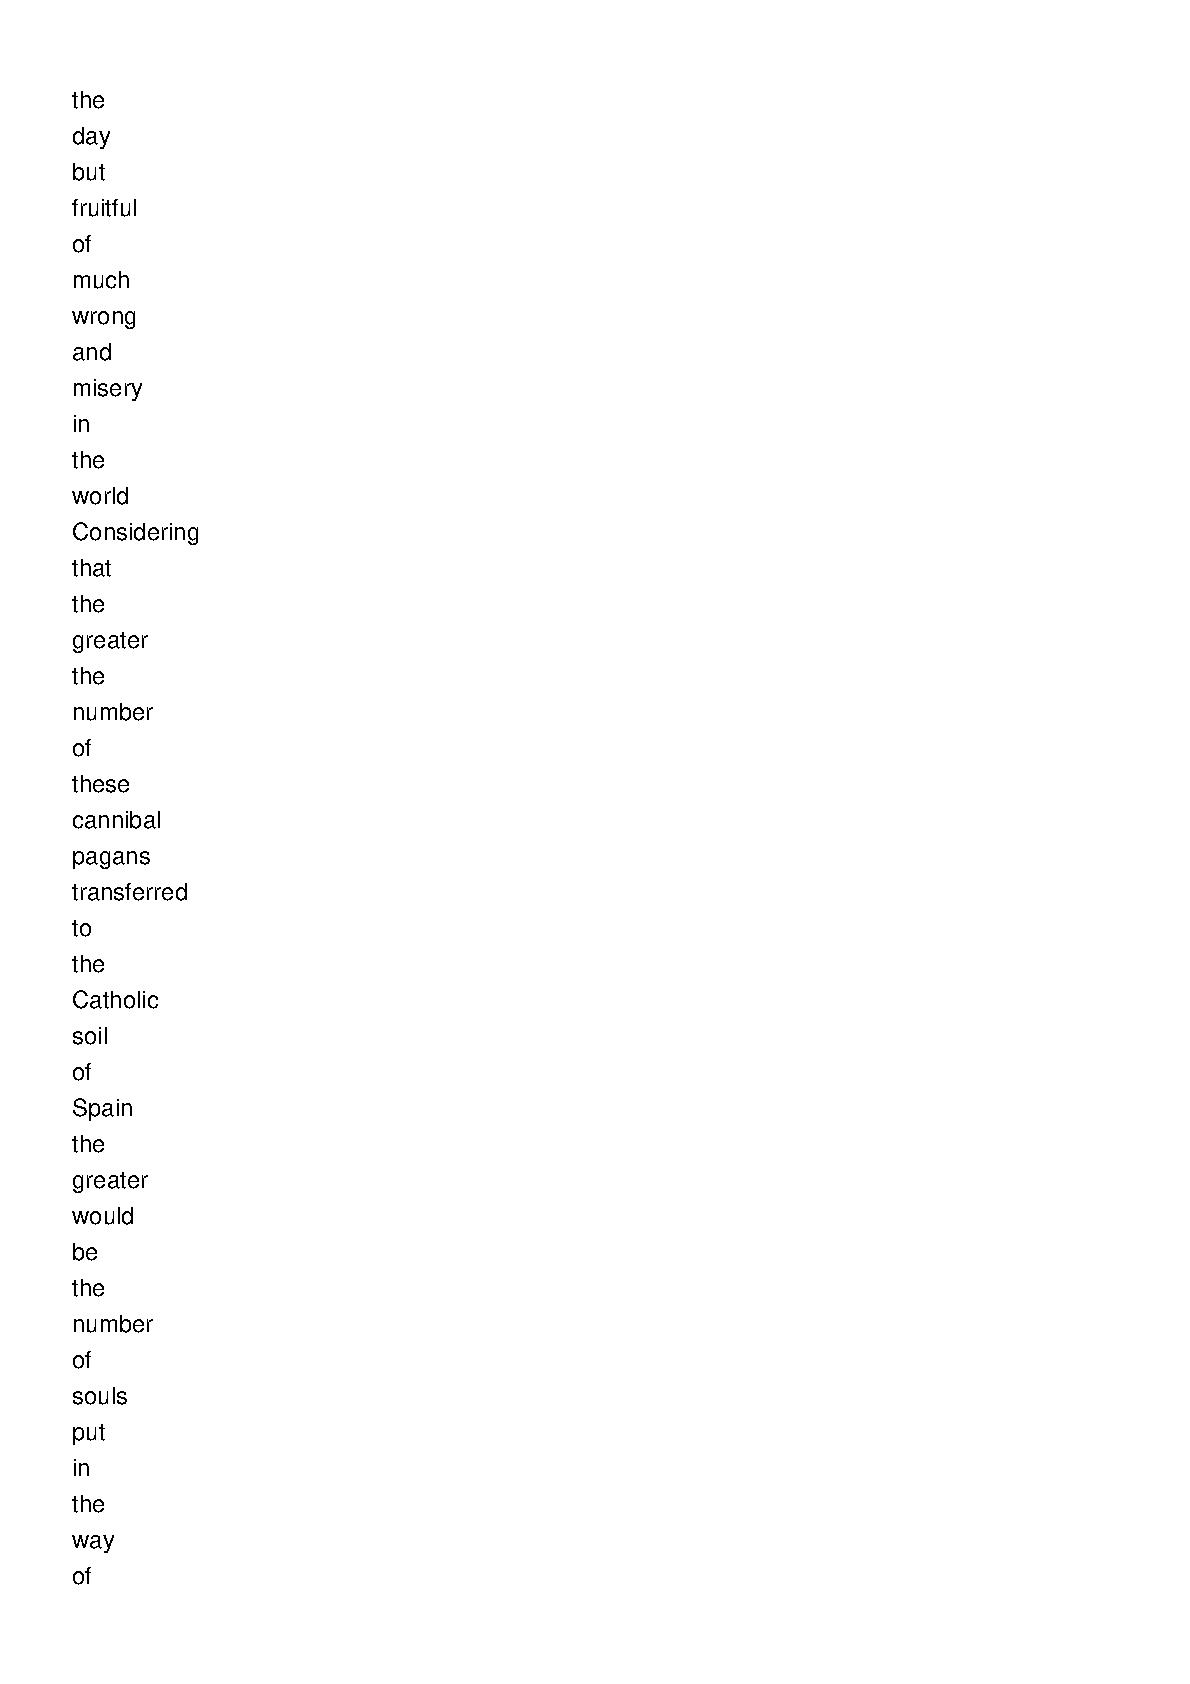 the
day
but
fruitful
of
much
wrong
and
misery
in
the
world
Considering
that
the
greater
the
number
of
these
cannibal
pagans
transferred
to
the
Catholic
soil
of
Spain
the
greater
would
be
the
number
of
souls
put
in
the
way
of